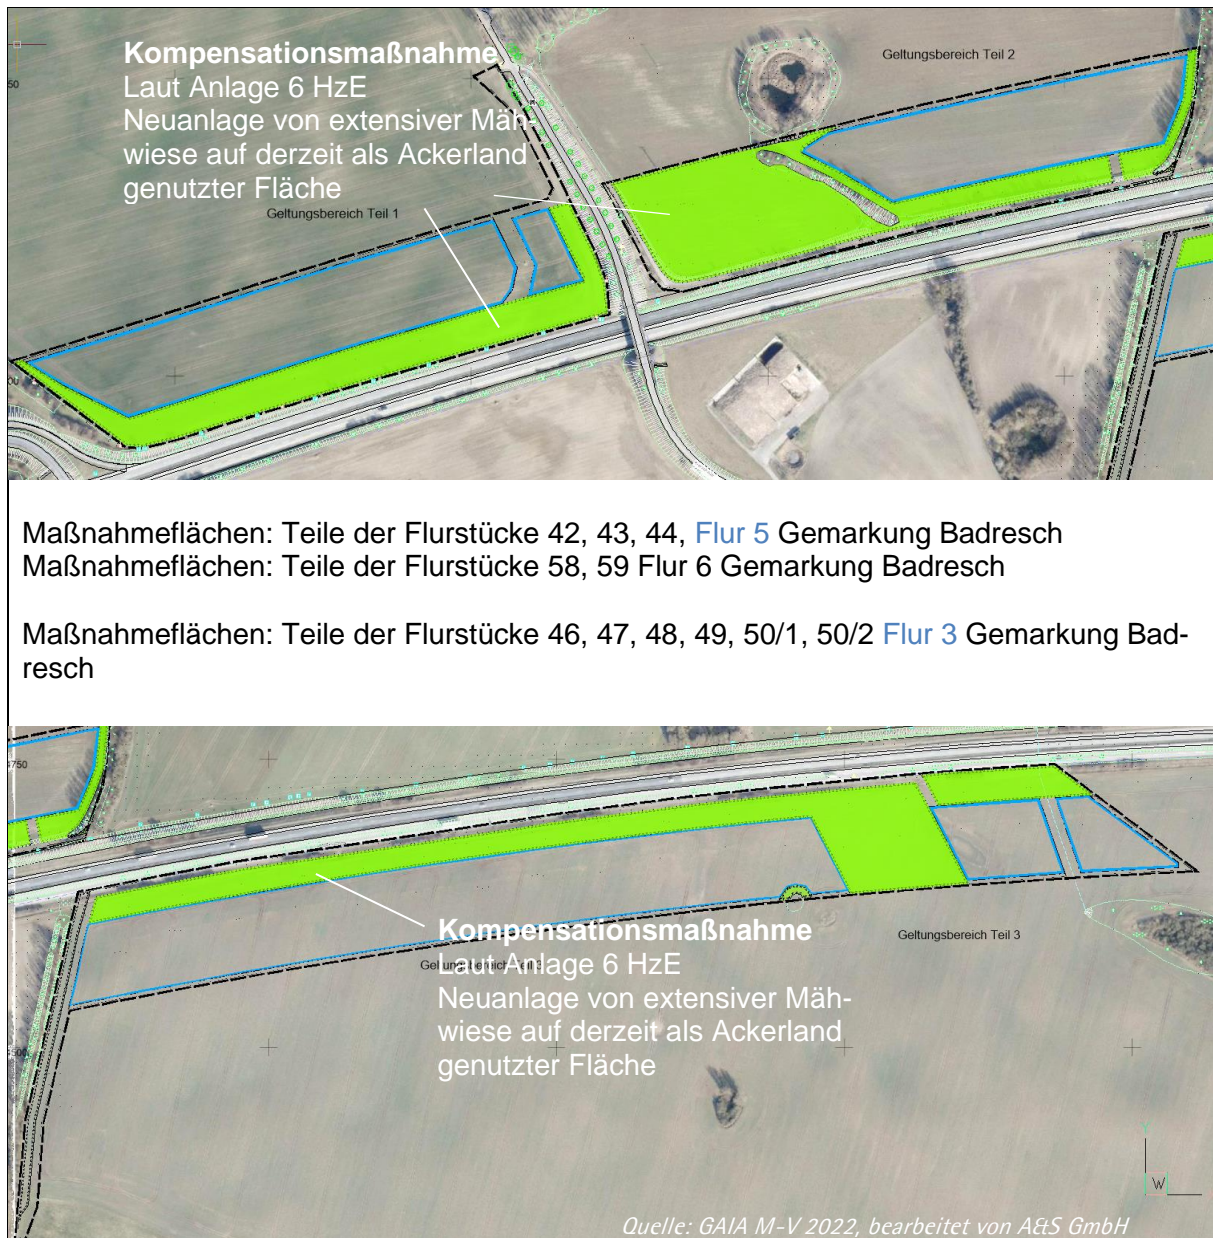 Kompensationsmaßnahme
Laut Anlage 6 HzE
Neuanlage von extensiver Mäh-
wiese auf derzeit als Ackerland
genutzter Fläche
Geltungsbereich Teil 2
Geltungsbereich Teil 1
Maßnahmeflächen: Teile der Flurstücke 42, 43, 44, Flur 5 Gemarkung Badresch
Maßnahmeflächen: Teile der Flurstücke 58, 59 Flur 6 Gemarkung Badresch
Maßnahmeflächen: Teile der Flurstücke 46, 47, 48, 49, 50/1, 50/2 Flur 3 Gemarkung Bad-
resch
Kompensationsmaßnahme
Laut Anlage 6 HzE
Neuanlage von extensiver Mäh-
wiese auf derzeit als Ackerland
genutzter Fläche
Geltungsbereich Teil 3
W
Quelle: GAIA M-V 2022, bearbeitet von A&S GmbH